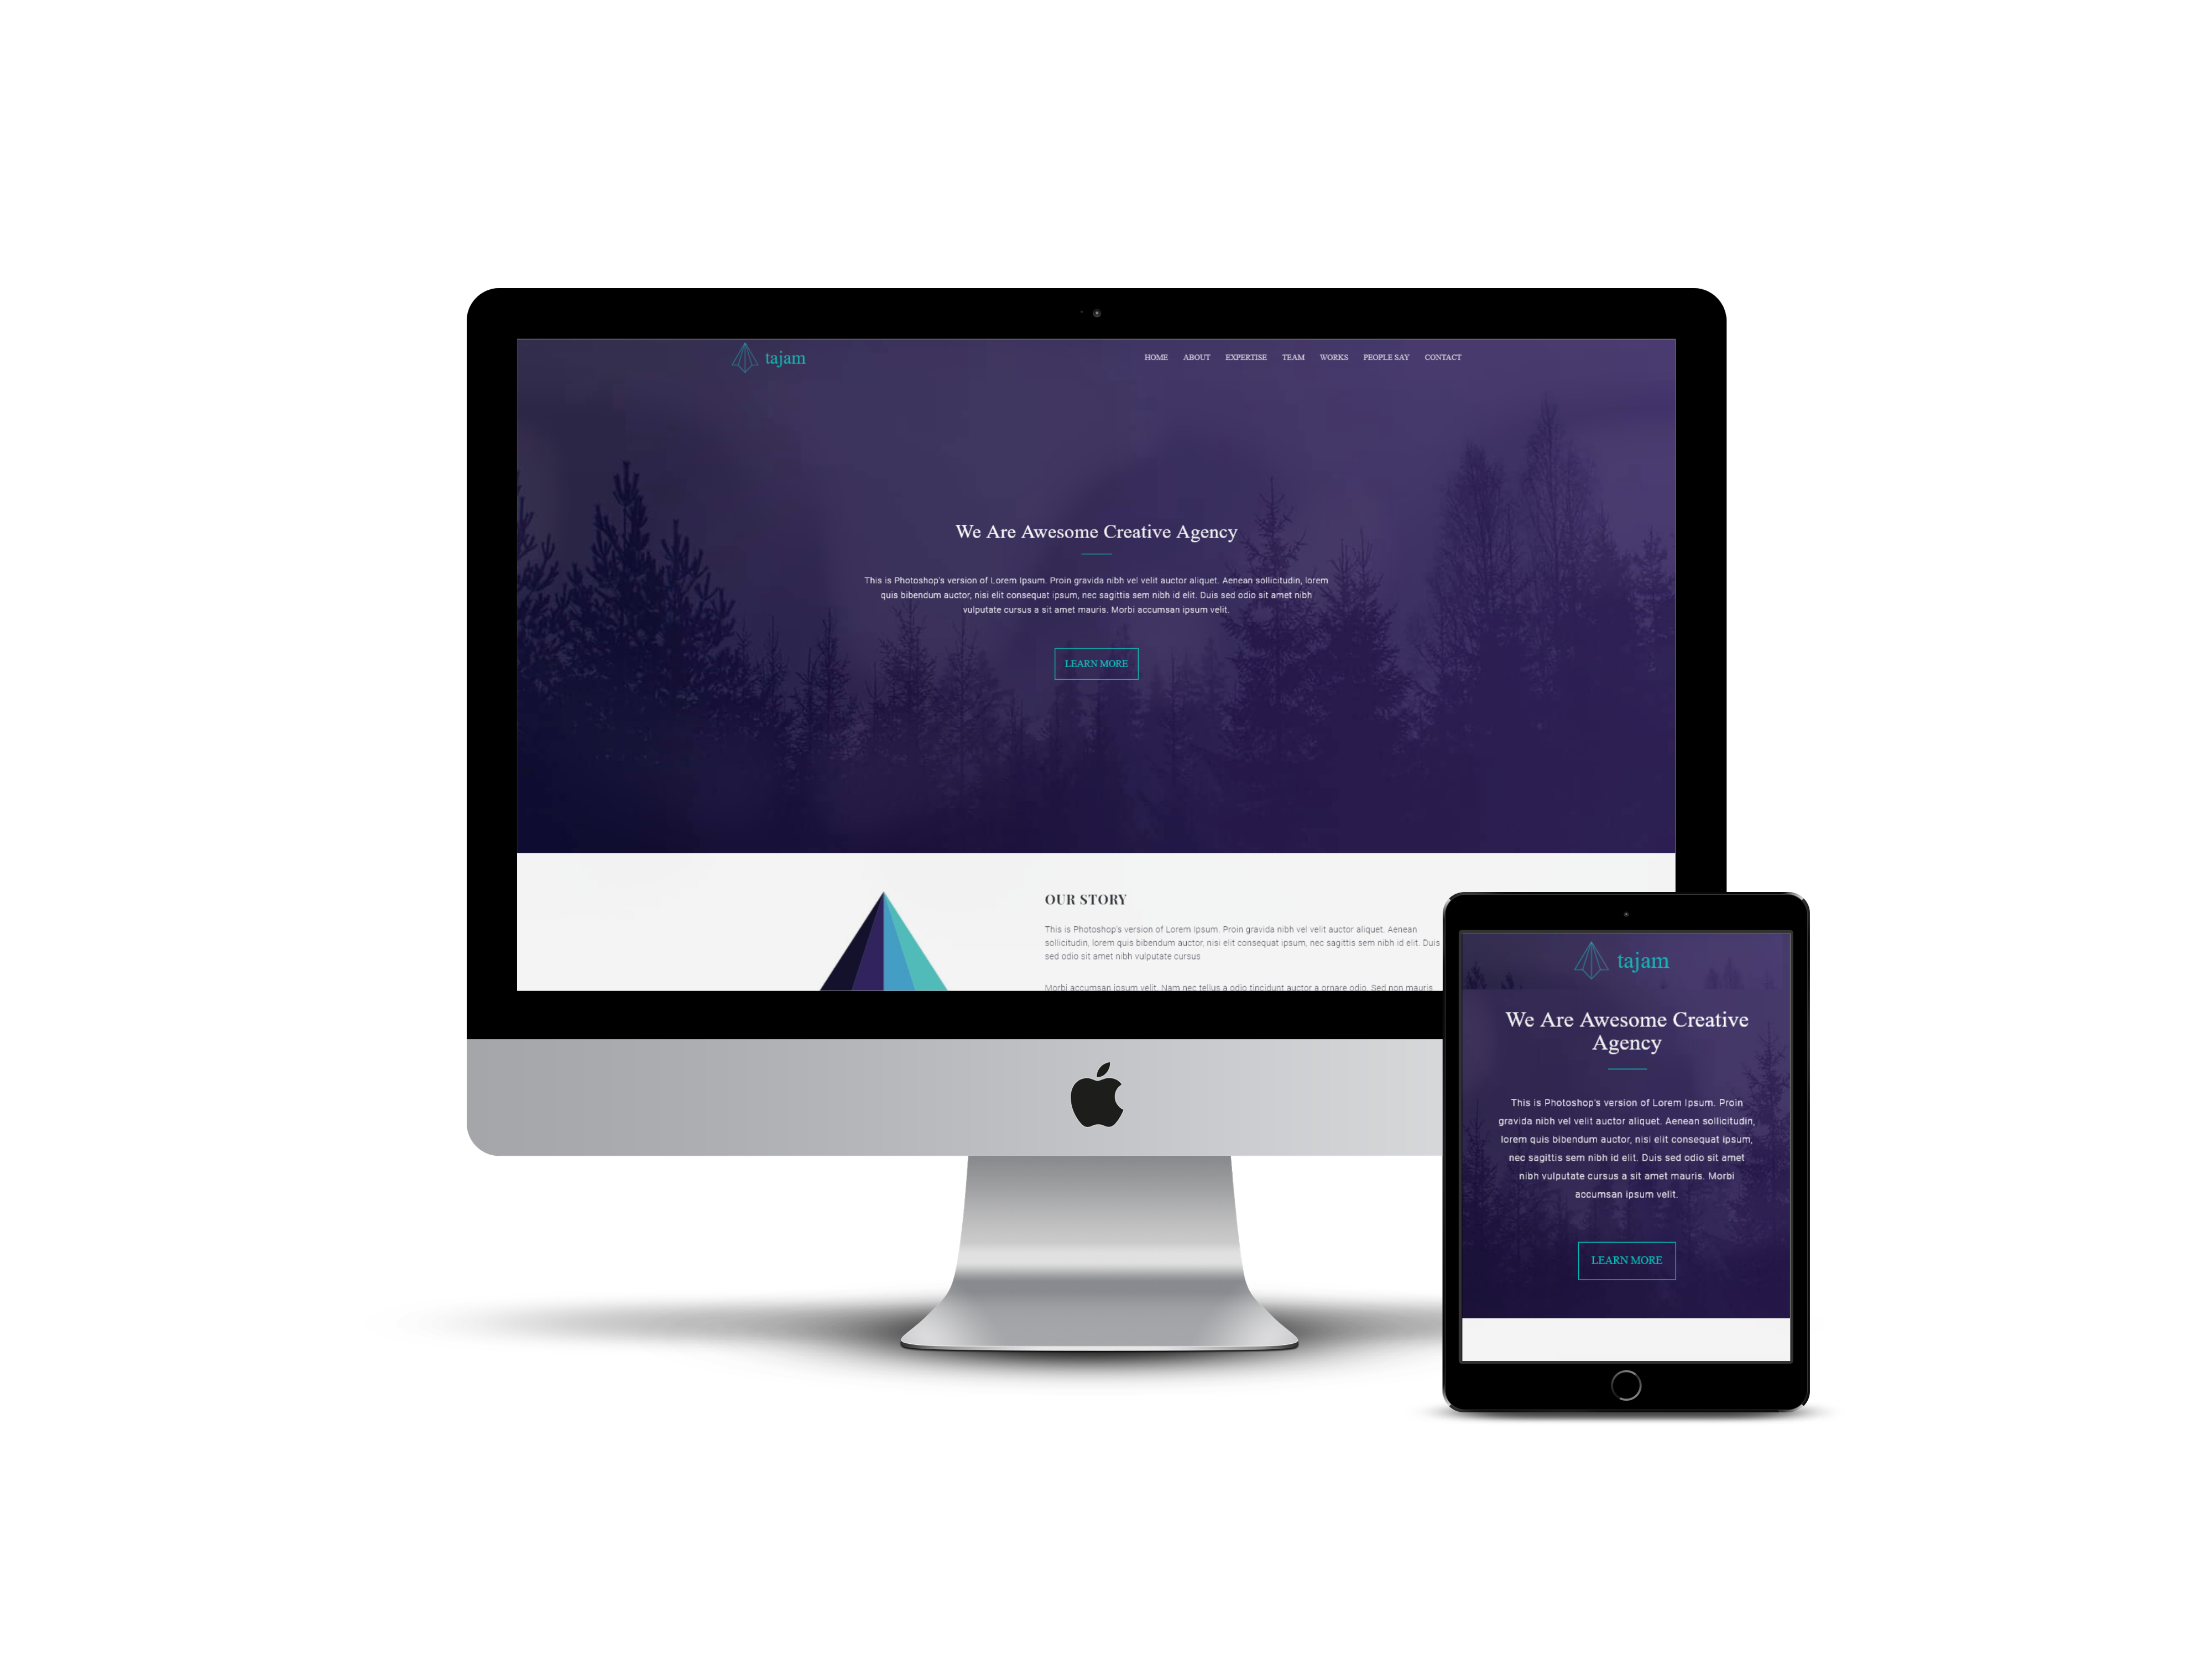 tajam
HOME ABOUT EXPERTISE TEAM WORKS PEOPLE SAY CONTACT
We Are Awesome Creative Agency
This is Photoshop's version of Lorem Ipsum. Proin gravida nibh vel velit auctor aliquet. Aenean sollicitudin, lorem
quis bibendum auctor, nisi elit consequat ipsum, nec sagittis sem nibh id elit. Duis sed odio sit amet nibh
vulputate cursus a sit amet mauris. Morbi accumsan ipsum velit.
LEARN MORE
OUR STORY
This is Photoshop's version of Lorem Ipsum. Proin gravida nibh vel velit auctor aliquet. Aenean
sollicitudin, lorem quis bibendum auctor, nisi elit consequat ipsum, nec sagittis sem nibh id elit. Duis
sed odio sit amet nibh vulputate cursus
Morbi accumsan ipsum velit. Nam nec tellus a odio tincidunt auctor a ornare odio. Sed non mauris
tajam
We Are Awesome Creative
Agency
This is Photoshop's version of Lorem Ipsum. Proin
gravida nibh vel velit auctor aliquet. Aenean sollicitudin,
lorem quis bibendum auctor, nisi elit consequat ipsum,
nec sagittis sem nibh id elit. Duis sed odio sit amet
nibh vulputate cursus a sit amet mauris. Morbi
accumsan ipsum velit.
LEARN MORE